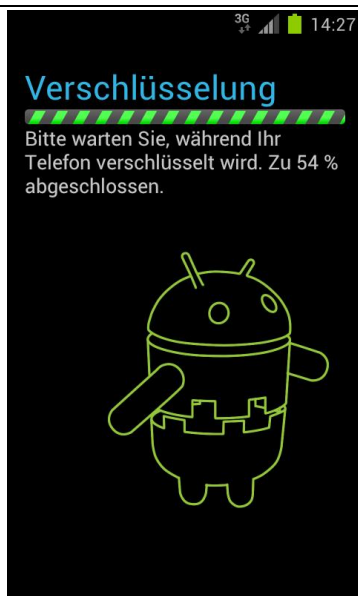 3G 14:27
Verschlüsselung
Bitte warten Sie, während Ihr
Telefon verschlüsselt wird. Zu 54 %
abgeschlossen.